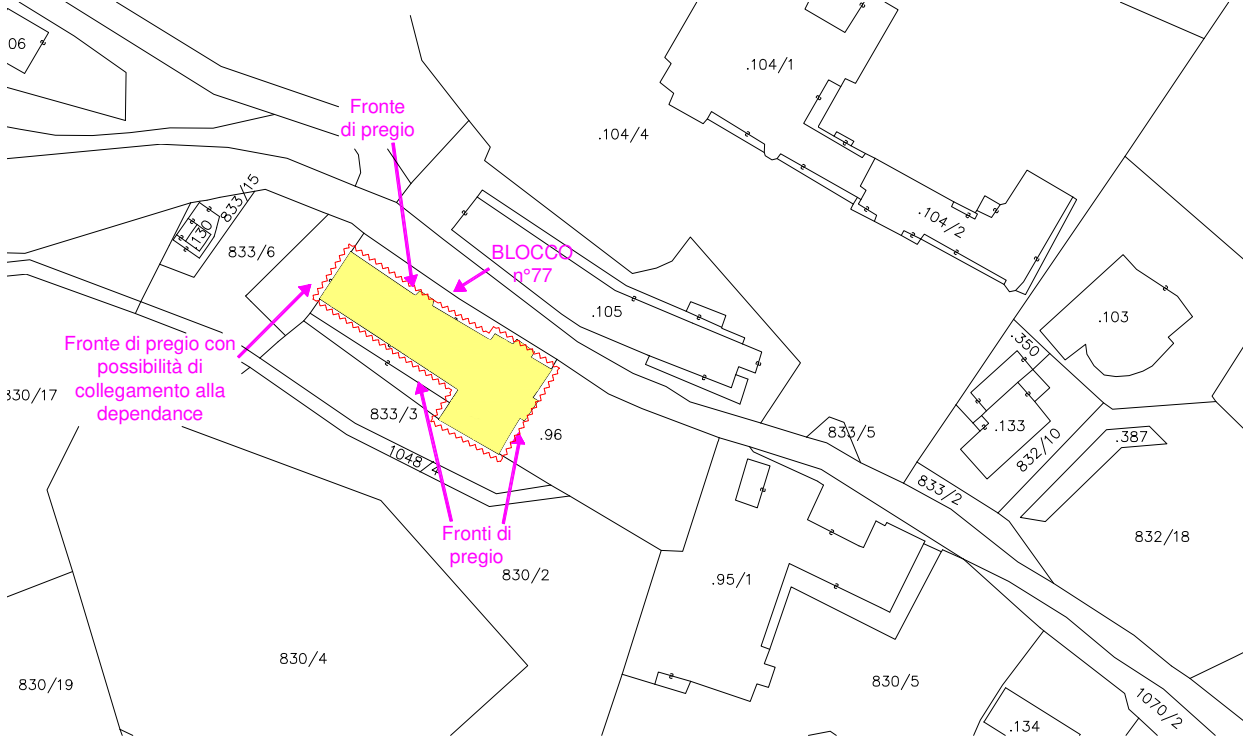 06
.104/1
Fronte
di pregio
.104/4
833/15
.130
833/6
.104/2
BLOCCO
n°77
.105
.103
.350
Fronte di pregio con
possibilità di
collegamento alla
dependance
830/17
833/3
.96
833/5
.133
832/10
.387
1048/4
833/2
Fronti di
pregio
832/18
830/2
.95/1
830/4
830/19
830/5
1070/2
.134